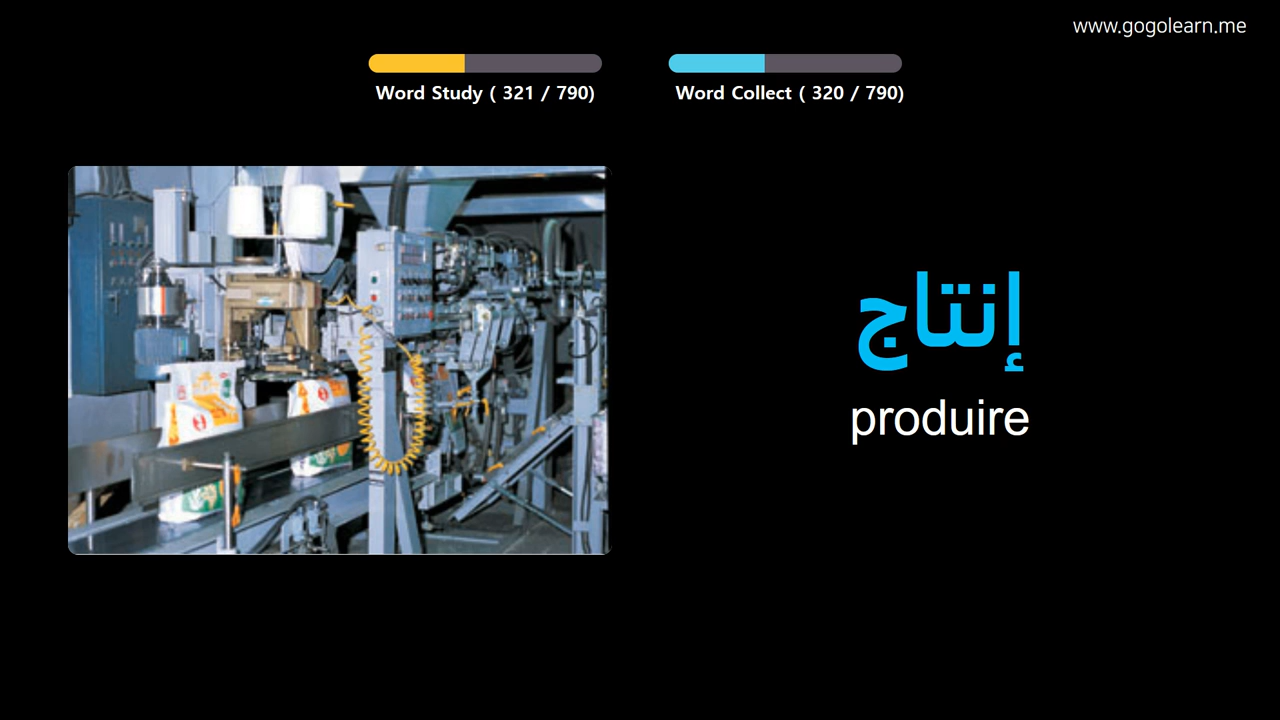 www.gogolearn.me
Word Study ( 321 / 790)
Word Collect ( 320 / 790)
إنتاج
produire